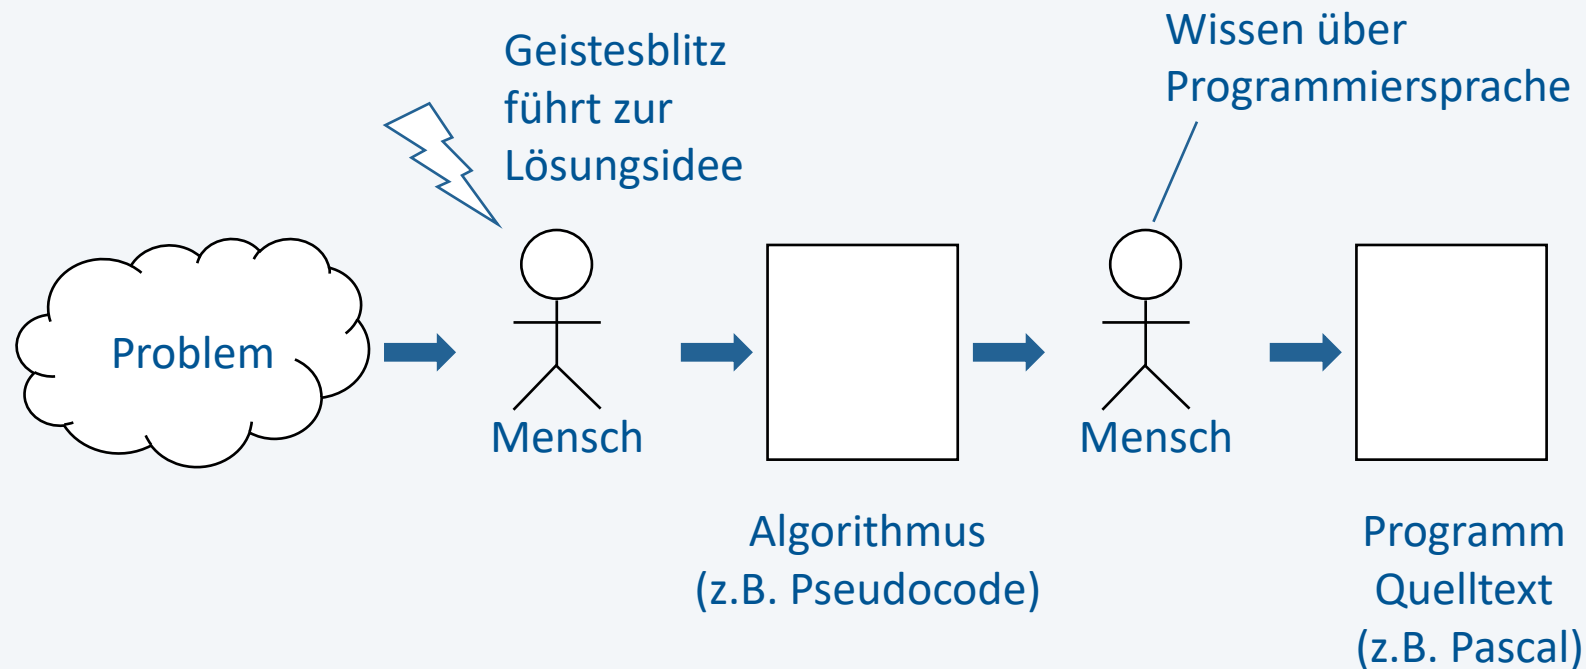 Geistesblitz
führt zur
Lösungsidee
Wissen über
Programmiersprache
Problem
Mensch
Algorithmus
(z.B. Pseudocode)
Mensch
Programm
Quelltext
(z.B. Pascal)